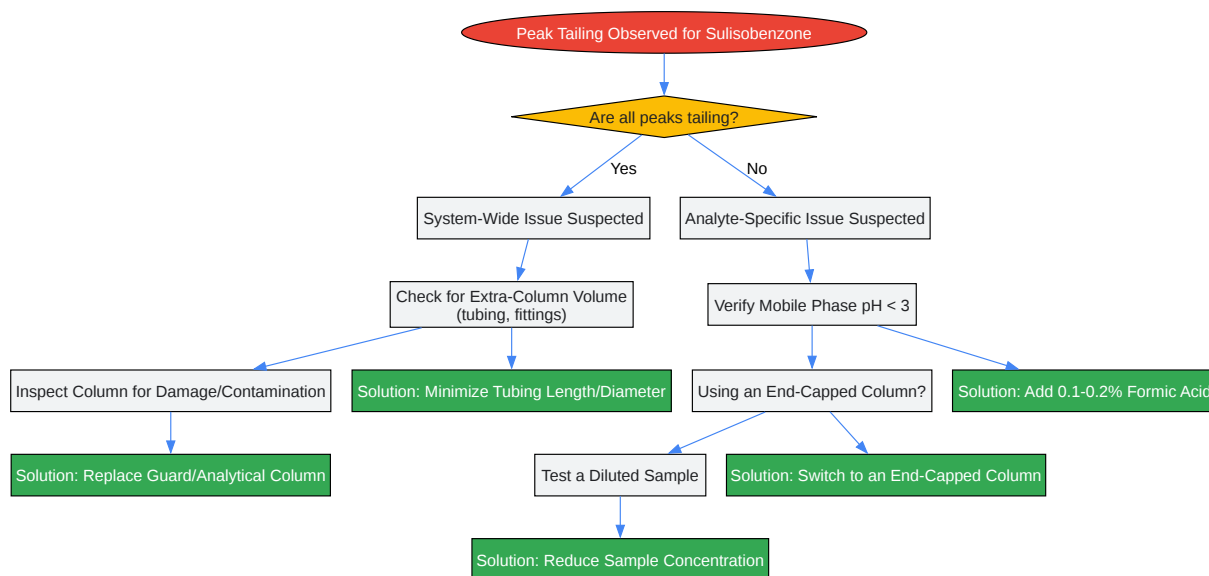 Peak Tailing Observed for Sulisobenzone
Are all peaks tailing?
Yes
No
System-Wide Issue Suspected
Analyte-Specific Issue Suspected
Check for Extra-Column Volume
(tubing, fittings)
Verify Mobile Phase pH < 3
Inspect Column for Damage/Contamination
Solution: Minimize Tubing Length/Diameter
Using an End-Capped Column?
Solution: Add 0.1-0.2% Formic Acid
Solution: Replace Guard/Analytical Column
Test a Diluted Sample
Solution: Switch to an End-Capped Column
Solution: Reduce Sample Concentration